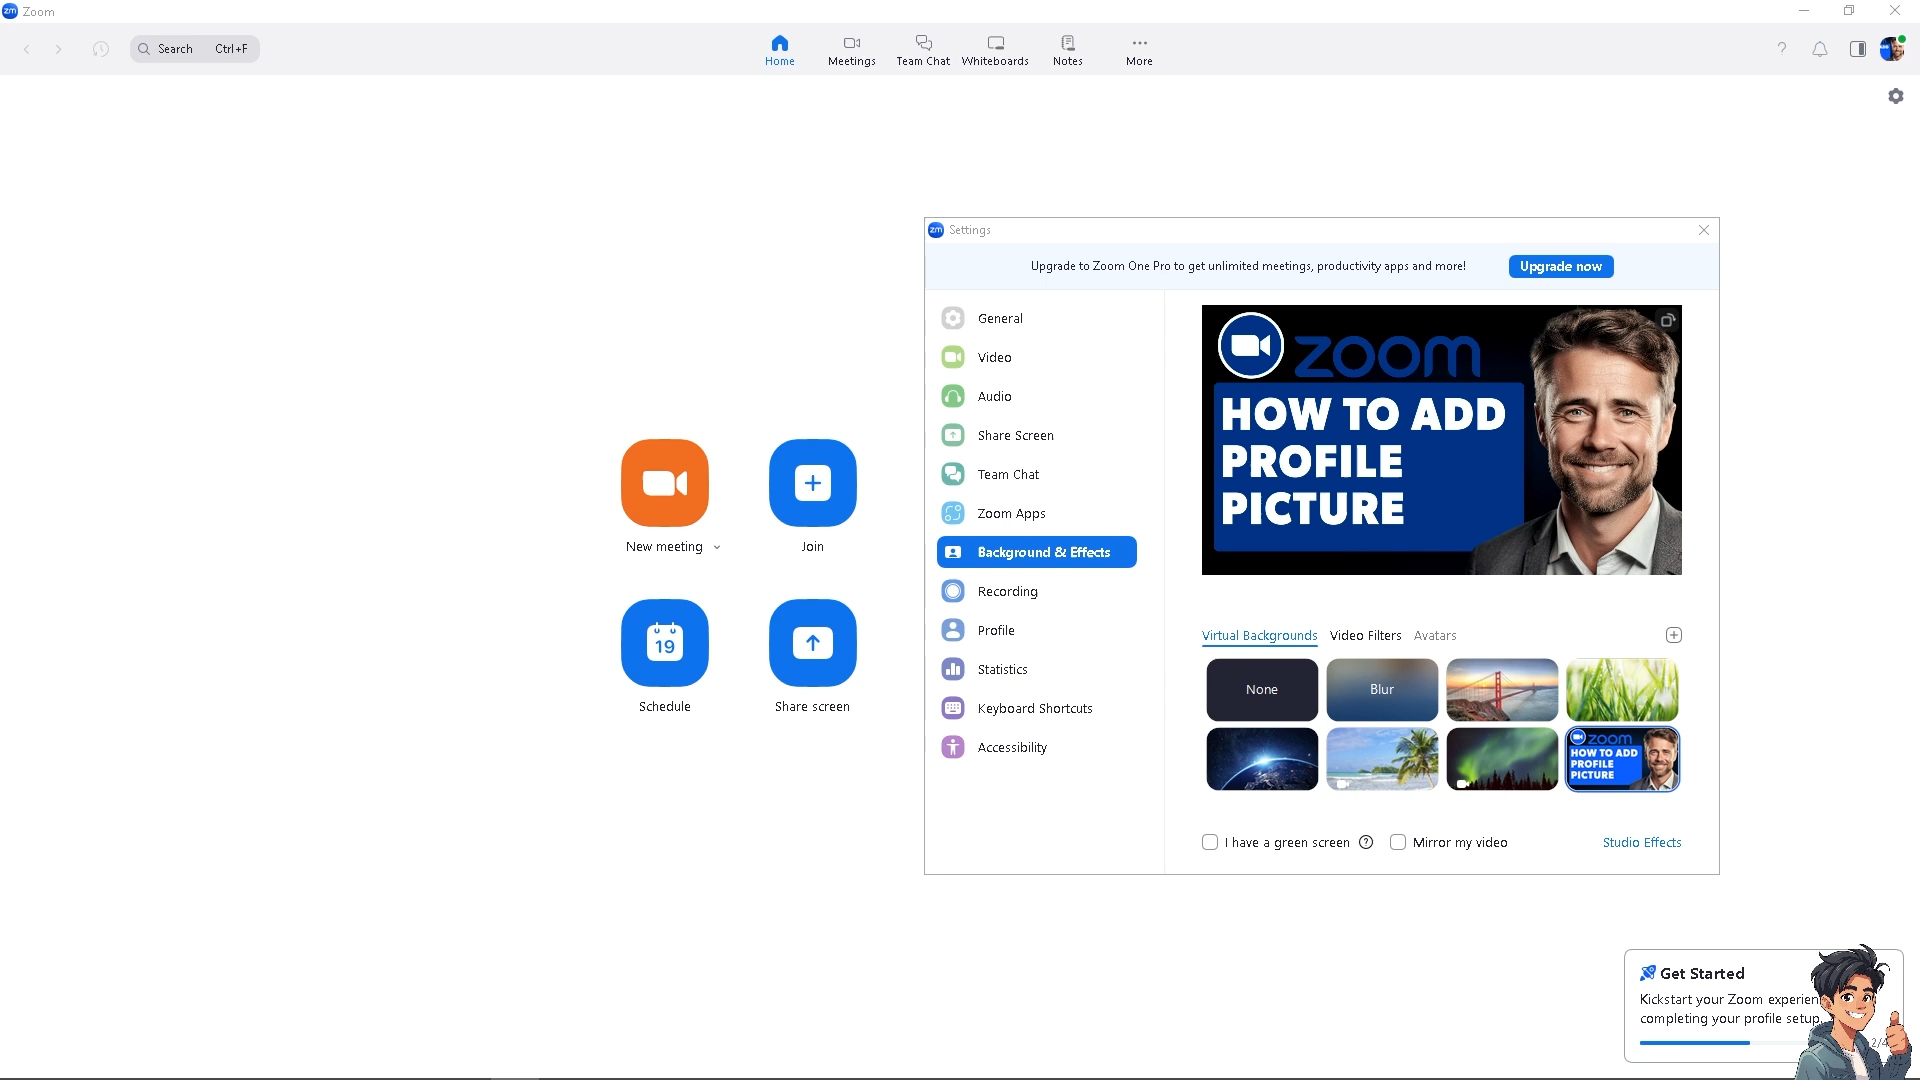 zm Zoom
Search Ctrl+F
Home
Meetings
Team Chat
Whiteboards
Notes
More
zm Settings
Upgrade to Zoom One Pro to get unlimited meetings, productivity apps and more!
Upgrade now
General
Video
Audio
Share Screen
Team Chat
Zoom Apps
Background & Effects
Recording
Profile
Statistics
Keyboard Shortcuts
Accessibility
zoom
HOW TO ADD
PROFILE
PICTURE
New meeting
Join
19
Schedule
Share screen
Virtual Backgrounds Video Filters Avatars
None
Blur
zoom
HOW TO ADD
PROFILE
PICTURE
I have a green screen
Mirror my video
Studio Effects
Get Started
Kickstart your Zoom experien
completing your profile setup.
2/4